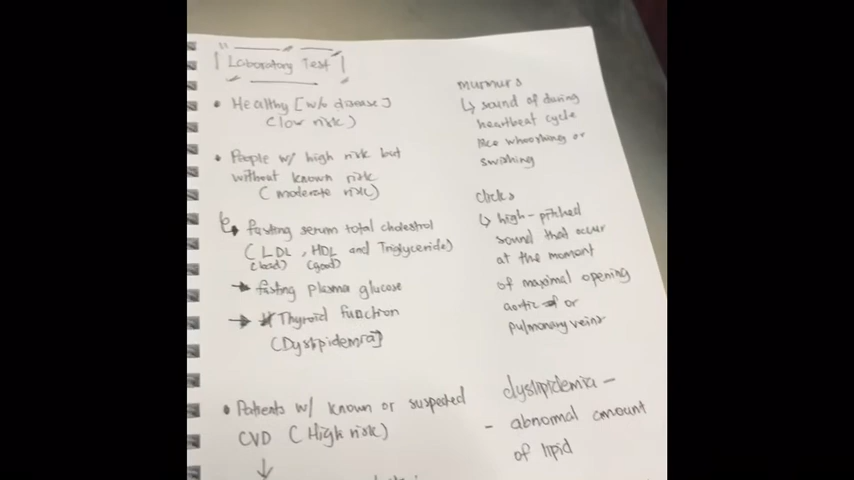 Laboratory Test
• Healthy [w/o disease]
(low risk)
• People w/ high risk but
without known risk
(moderate risk)
↳ fasting serum total cholestrol
(LDL, HDL and Triglyceride)
(bad) (good)
→ fasting plasma glucose
→ Thyroid function
(Dyslipidemia)
• Patients w/ known or suspected
CVD (High risk)
↓
murmurs
↳ sound of during
heartbeat cycle
like whooshing or
swishing
clicks
↳ high-pitched
sound that occur
at the moment
of maximal opening
aortic or
pulmonary veins
dyslipidemia –
- abnormal amount
of lipid